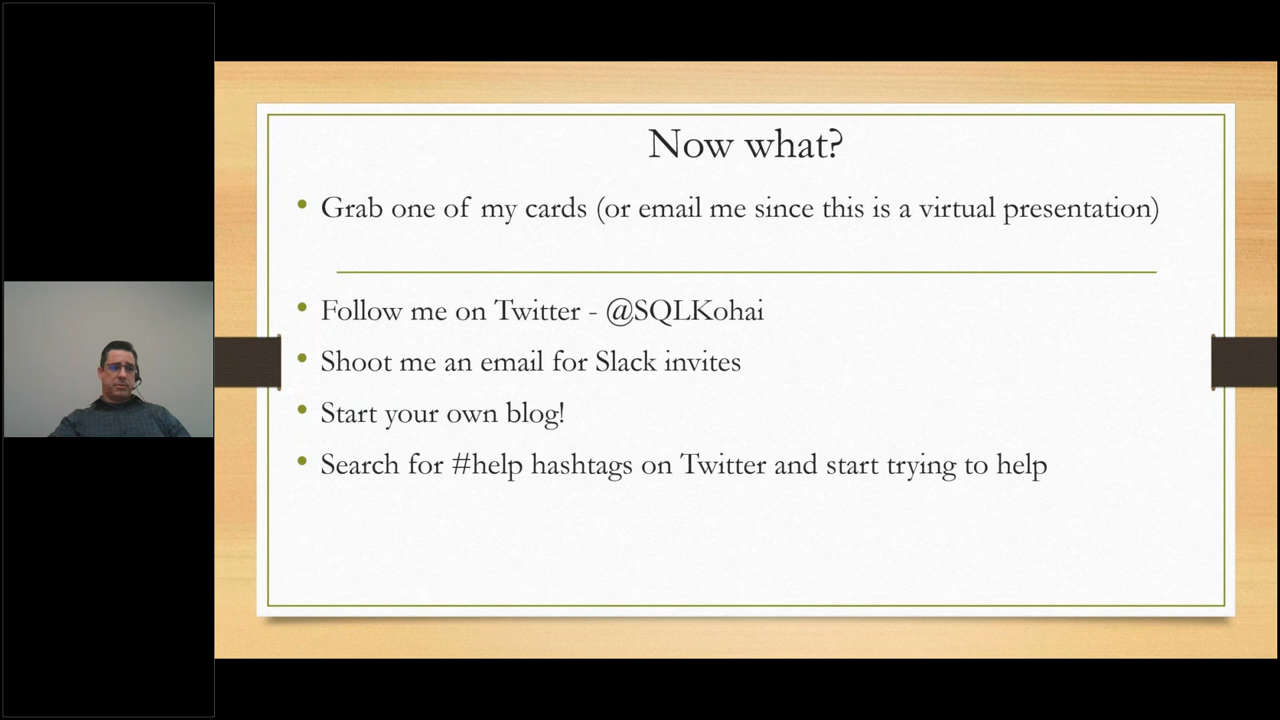 Now what?
• Grab one of my cards (or email me since this is a virtual presentation)
• Follow me on Twitter - @SQLKohai
• Shoot me an email for Slack invites
• Start your own blog!
• Search for #help hashtags on Twitter and start trying to help